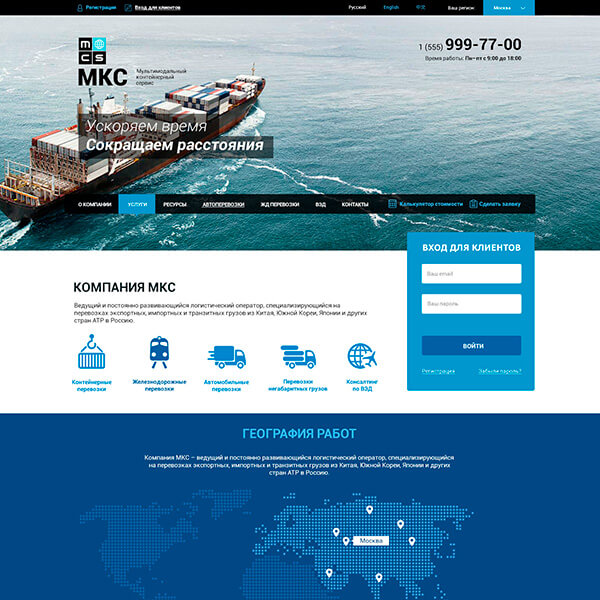 Регистрация Вход для клиентов Русский English 中文 Ваш регион: Москва
m
c s
МКС
Мультимодальный
контейнерный
сервис
1 (555) 999-77-00
Время работы: Пн–пт с 9:00 до 18:00
Ускоряем время
Сокращаем расстояния
О КОМПАНИИ УСЛУГИ РЕСУРСЫ АВТОПЕРЕВОЗКИ ЖД ПЕРЕВОЗКИ ВЭД КОНТАКТЫ Калькулятор стоимости Сделать заявку
ВХОД ДЛЯ КЛИЕНТОВ
Ваш email
Ваш пароль
ВОЙТИ
Регистрация Забыли пароль?
КОМПАНИЯ МКС
Ведущий и постоянно развивающийся логистический оператор, специализирующийся на
перевозках экспортных, импортных и транзитных грузов из Китая, Южной Кореи, Японии и других
стран АТР в Россию.
Контейнерные
перевозки
Железнодорожные
перевозки
Автомобильные
перевозки
Перевозки
негабаритных грузов
Консалтинг
по ВЭД
ГЕОГРАФИЯ РАБОТ
Компания МКС – ведущий и постоянно развивающийся логистический оператор, специализирующийся
на перевозках экспортных, импортных и транзитных грузов из Китая, Южной Кореи, Японии и других
стран АТР в Россию.
Москва